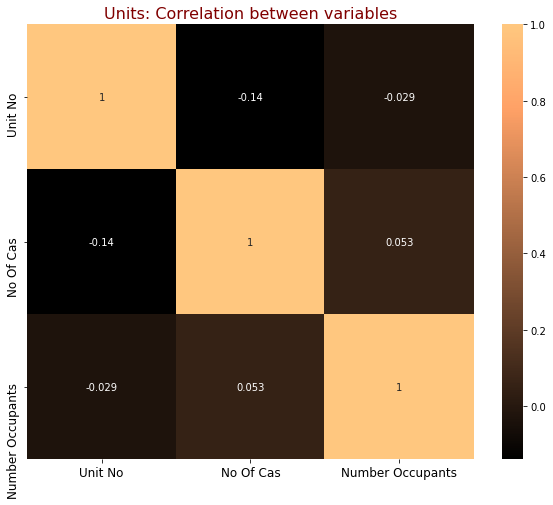 Units: Correlation between variables
Unit No
1
-0.14
-0.029
No Of Cas
-0.14
1
0.053
Number Occupants
-0.029
0.053
1
Unit No
No Of Cas
Number Occupants
1.0
0.8
0.6
0.4
0.2
0.0